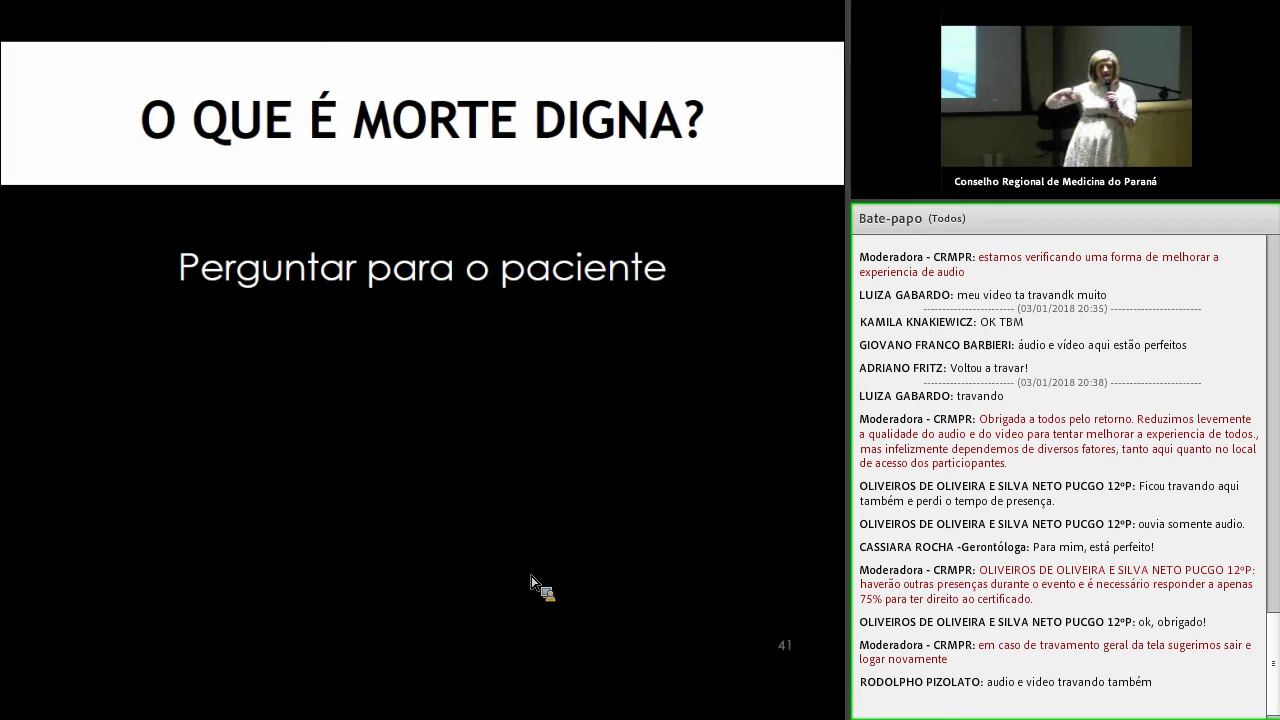 O QUE É MORTE DIGNA?
Perguntar para o paciente
41
Conselho Regional de Medicina do Paraná
Bate-papo (Todos)
Moderadora - CRMPR: estamos verificando uma forma de melhorar a
experiencia de audio
LUIZA GABARDO: meu video ta travandk muito
------------------------ (03/01/2018 20:35) ------------------------
KAMILA KNAKIEWICZ: OK TBM
GIOVANO FRANCO BARBIERI: áudio e vídeo aqui estão perfeitos
ADRIANO FRITZ: Voltou a travar!
------------------------ (03/01/2018 20:38) ------------------------
LUIZA GABARDO: travando
Moderadora - CRMPR: Obrigada a todos pelo retorno. Reduzimos levemente
a qualidade do audio e do video para tentar melhorar a experiencia de todos.,
mas infelizmente dependemos de diversos fatores, tanto aqui quanto no local
de acesso dos participantes.
OLIVEIROS DE OLIVEIRA E SILVA NETO PUCGO 12ºP: Ficou travando aqui
também e perdi o tempo de presença.
OLIVEIROS DE OLIVEIRA E SILVA NETO PUCGO 12ºP: ouvia somente audio.
CASSIARA ROCHA -Gerontóloga: Para mim, está perfeito!
Moderadora - CRMPR: OLIVEIROS DE OLIVEIRA E SILVA NETO PUCGO 12ºP:
haverão outras presenças durante o evento e é necessário responder a apenas
75% para ter direito ao certificado.
OLIVEIROS DE OLIVEIRA E SILVA NETO PUCGO 12ºP: ok, obrigado!
Moderadora - CRMPR: em caso de travamento geral da tela sugerimos sair e
logar novamente
RODOLPHO PIZOLATO: audio e video travando também